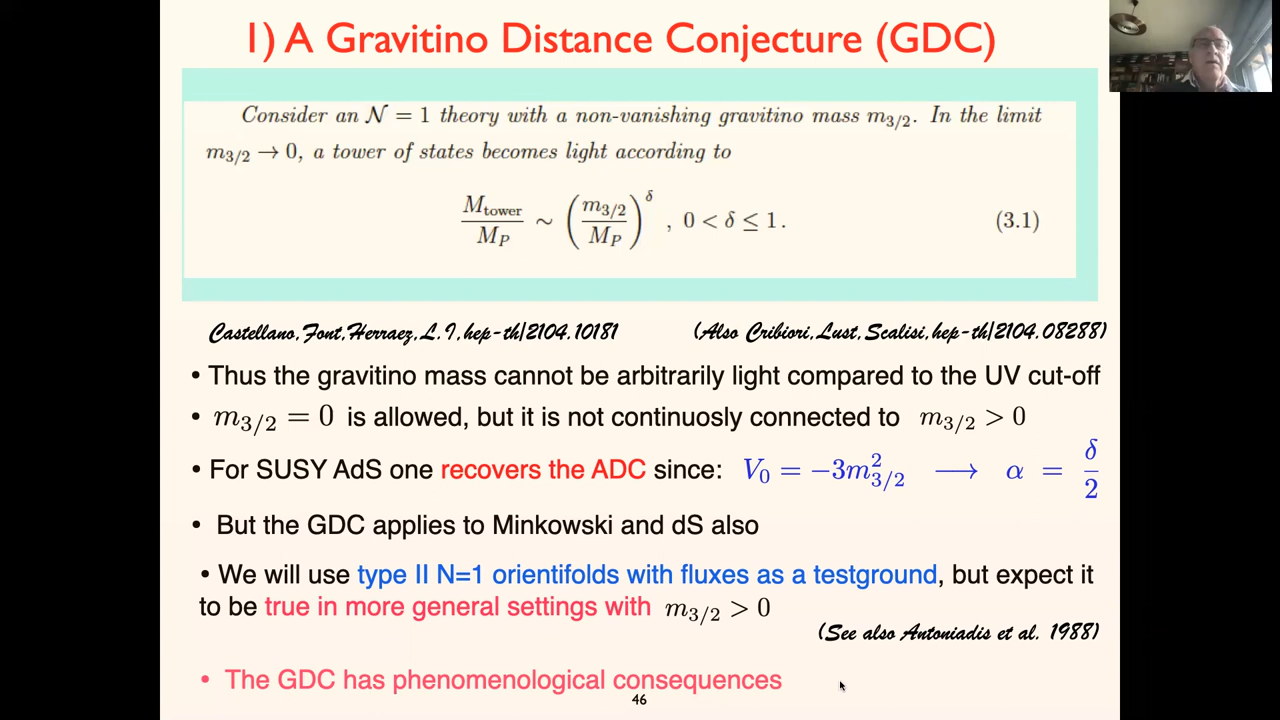 1) A Gravitino Distance Conjecture (GDC)
Consider an N = 1 theory with a non-vanishing gravitino mass m_{3/2}. In the limit
m_{3/2} → 0, a tower of states becomes light according to
M_{tower}/M_P ∼ (m_{3/2}/M_P)^δ , 0 < δ ≤ 1. (3.1)
Castellano,Font,Herraez,L.I,hep-th/2104.10181 (Also Cribiori,Lust,Scalisi,hep-th/2104.08288)
• Thus the gravitino mass cannot be arbitrarily light compared to the UV cut-off
• m_{3/2} = 0 is allowed, but it is not continuosly connected to m_{3/2} > 0
• For SUSY AdS one recovers the ADC since: V_0 = −3m_{3/2}^2 ⟶ α = δ/2
• But the GDC applies to Minkowski and dS also
• We will use type II N=1 orientifolds with fluxes as a testground, but expect it
to be true in more general settings with m_{3/2} > 0
(See also Antoniadis et al. 1988)
• The GDC has phenomenological consequences
46